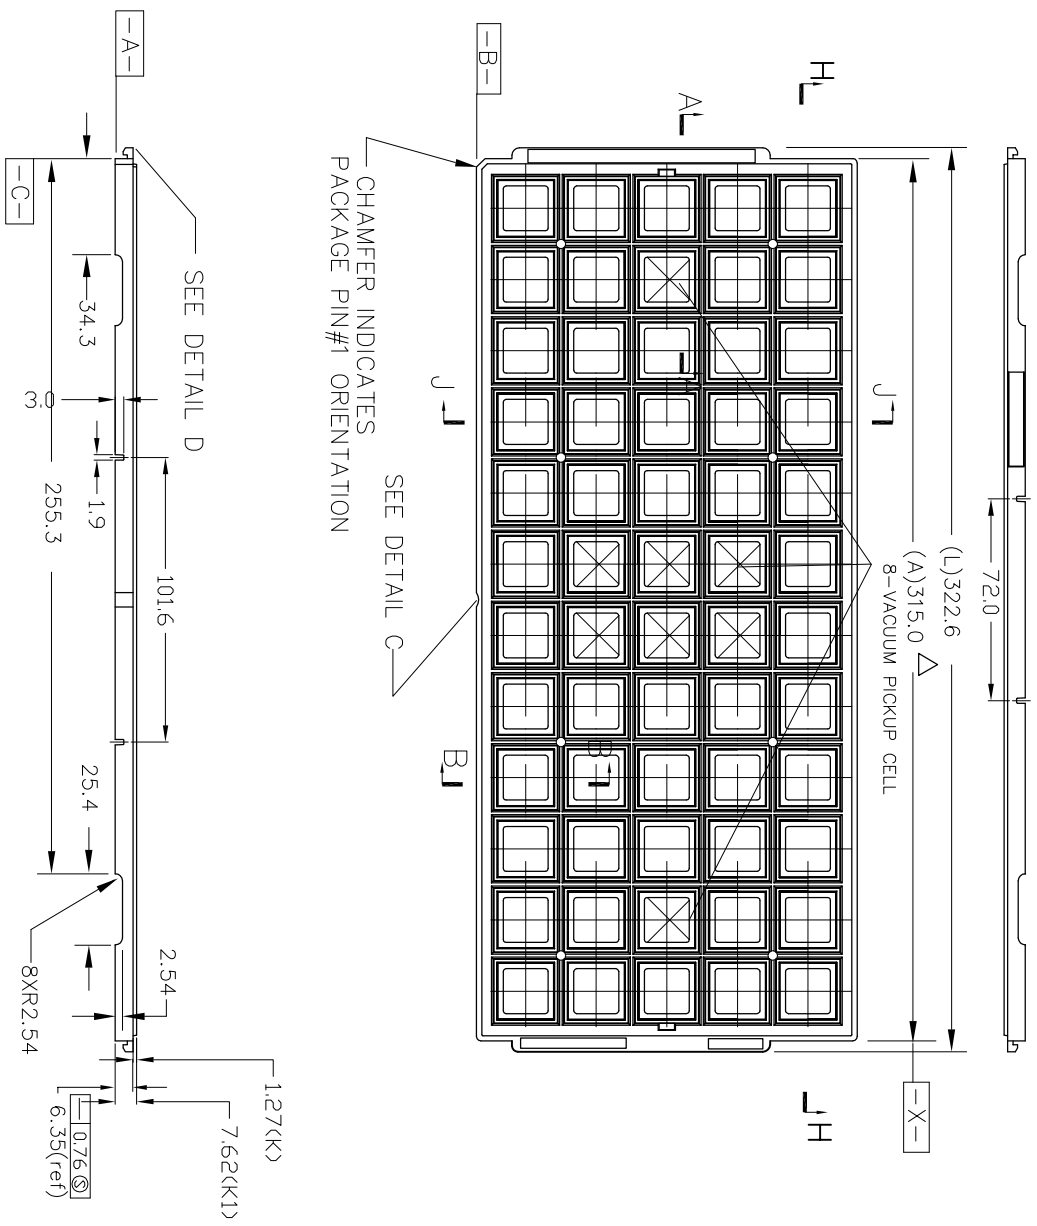 H
A
-A-
-B-
-C-
CHAMFER INDICATES
PACKAGE PIN#1 ORIENTATION
SEE DETAIL D
SEE DETAIL C
J
J
B
B
H
-X-
(L)322.6
(A)315.0
8-VACUUM PICKUP CELL
72.0
34.3
3.0
1.9
255.3
101.6
25.4
2.54
8XR2.54
1.27(K)
7.62(K1)
0.76 Ⓢ
6.35(ref)